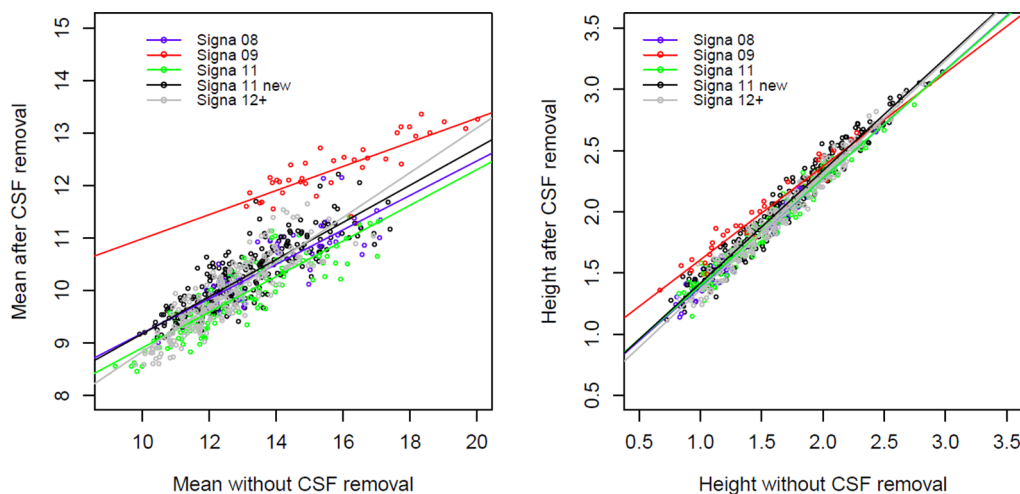 15
14
13
12
11
10
9
8
Mean after CSF removal
Signa 08
Signa 09
Signa 11
Signa 11 new
Signa 12+
10 12 14 16 18 20
Mean without CSF removal
3.5
3.0
2.5
2.0
1.5
1.0
0.5
Height after CSF removal
Signa 08
Signa 09
Signa 11
Signa 11 new
Signa 12+
0.5 1.0 1.5 2.0 2.5 3.0 3.5
Height without CSF removal